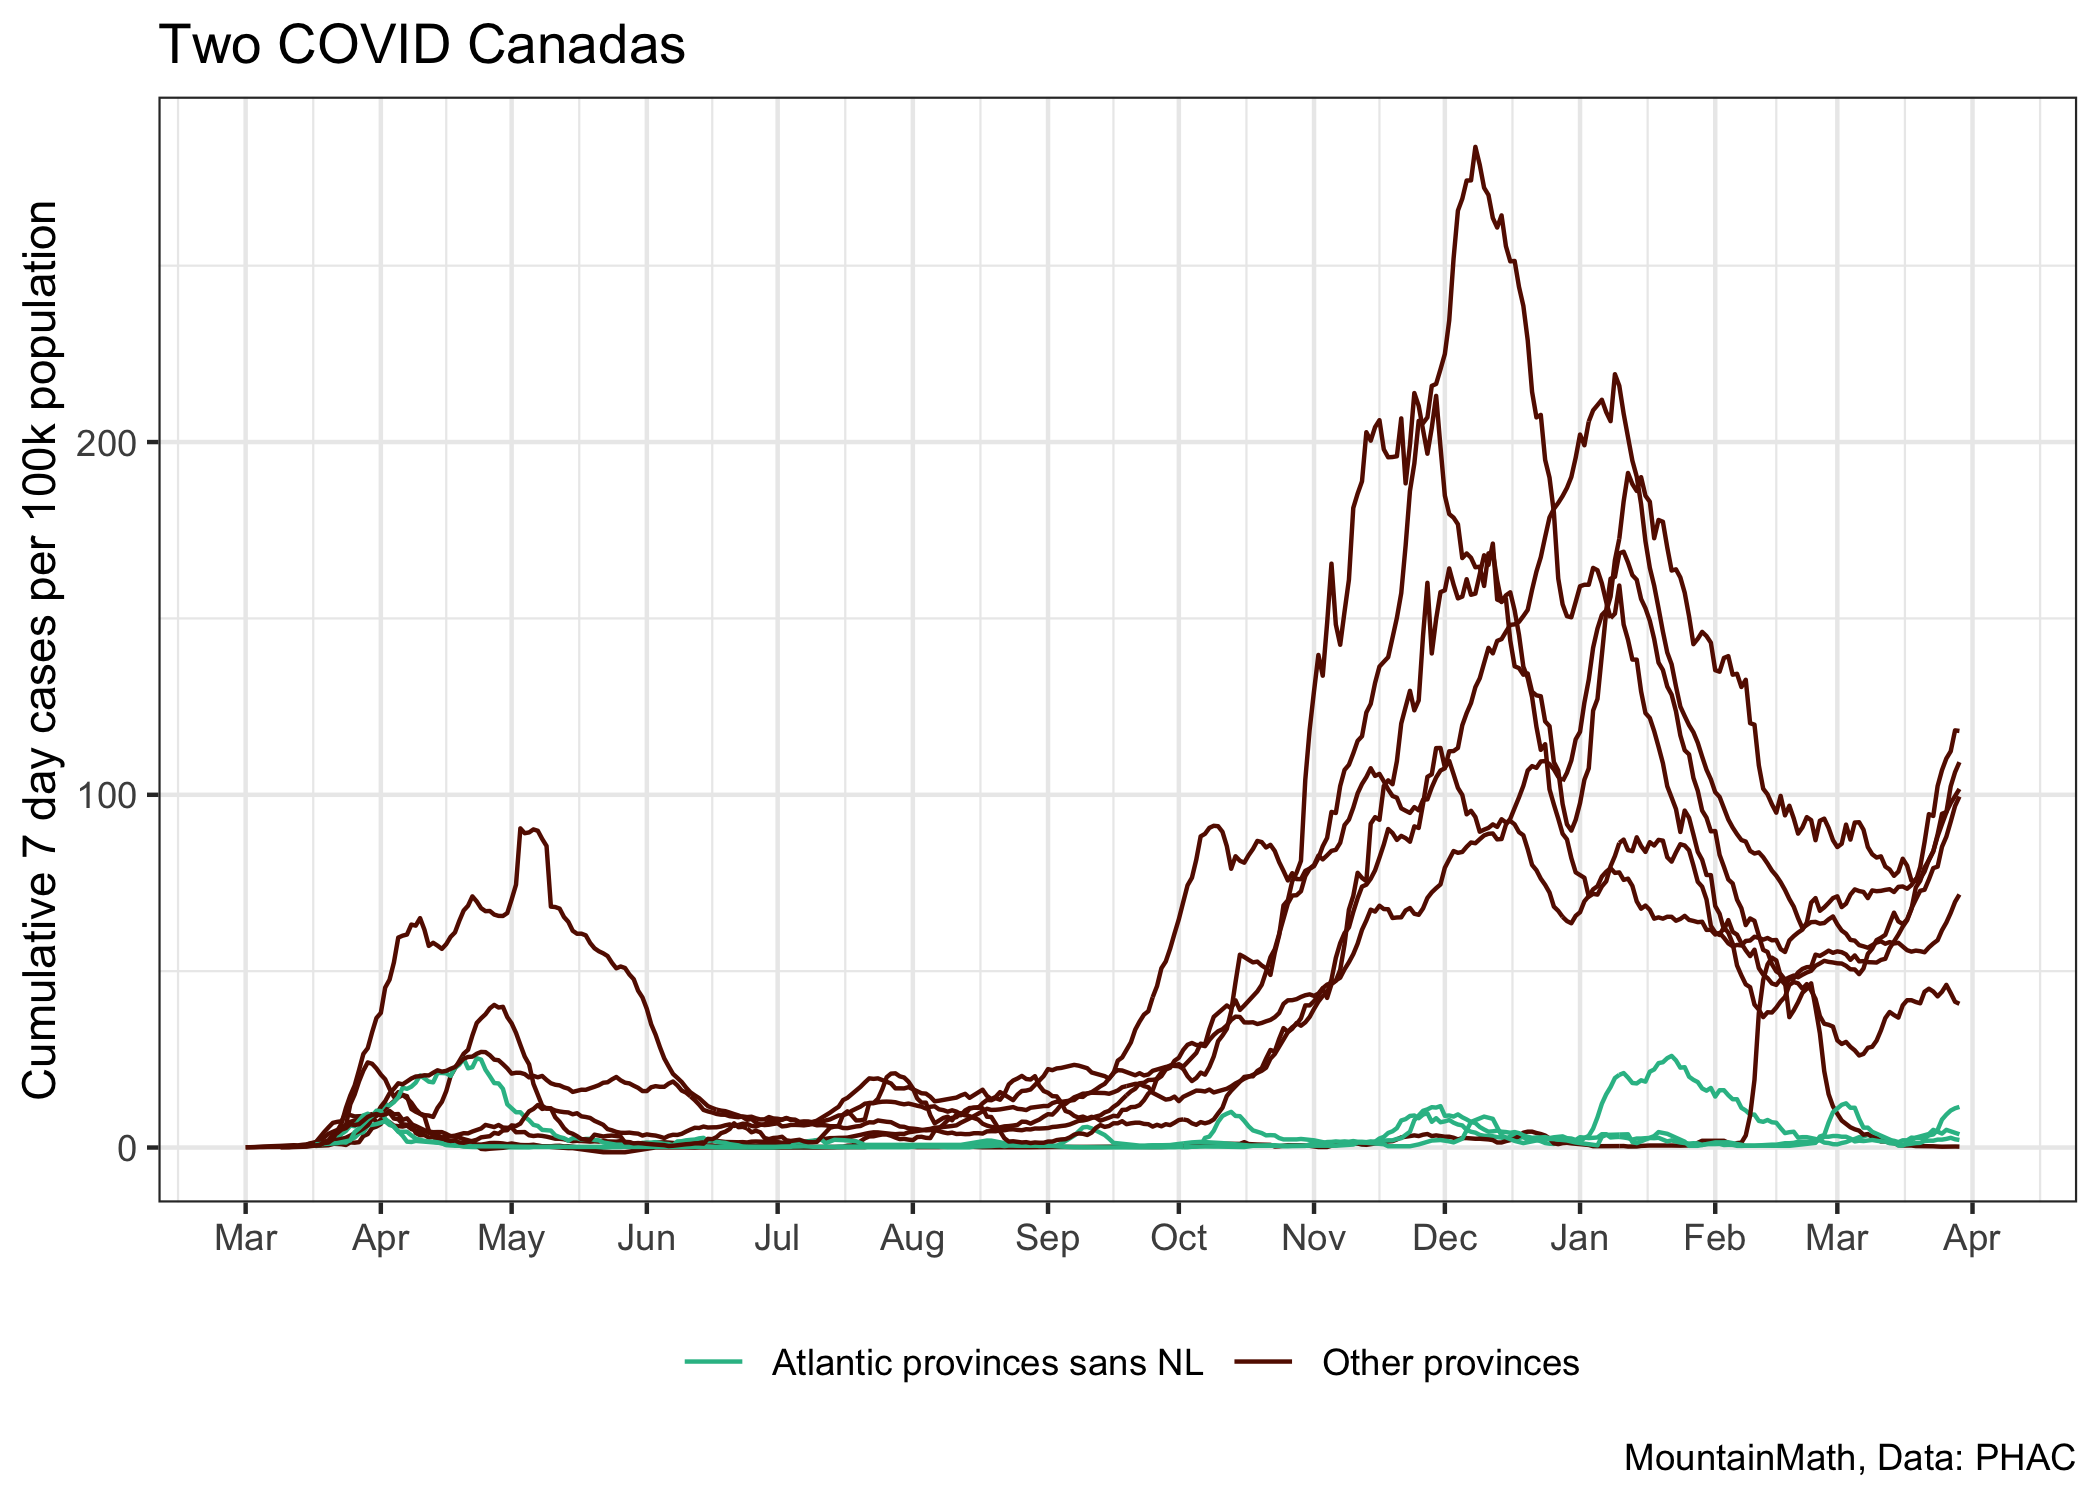 Two COVID Canadas
Cumulative 7 day cases per 100k population
200
100
0
Mar Apr May Jun Jul Aug Sep Oct Nov Dec Jan Feb Mar Apr
Atlantic provinces sans NL Other provinces
MountainMath, Data: PHAC